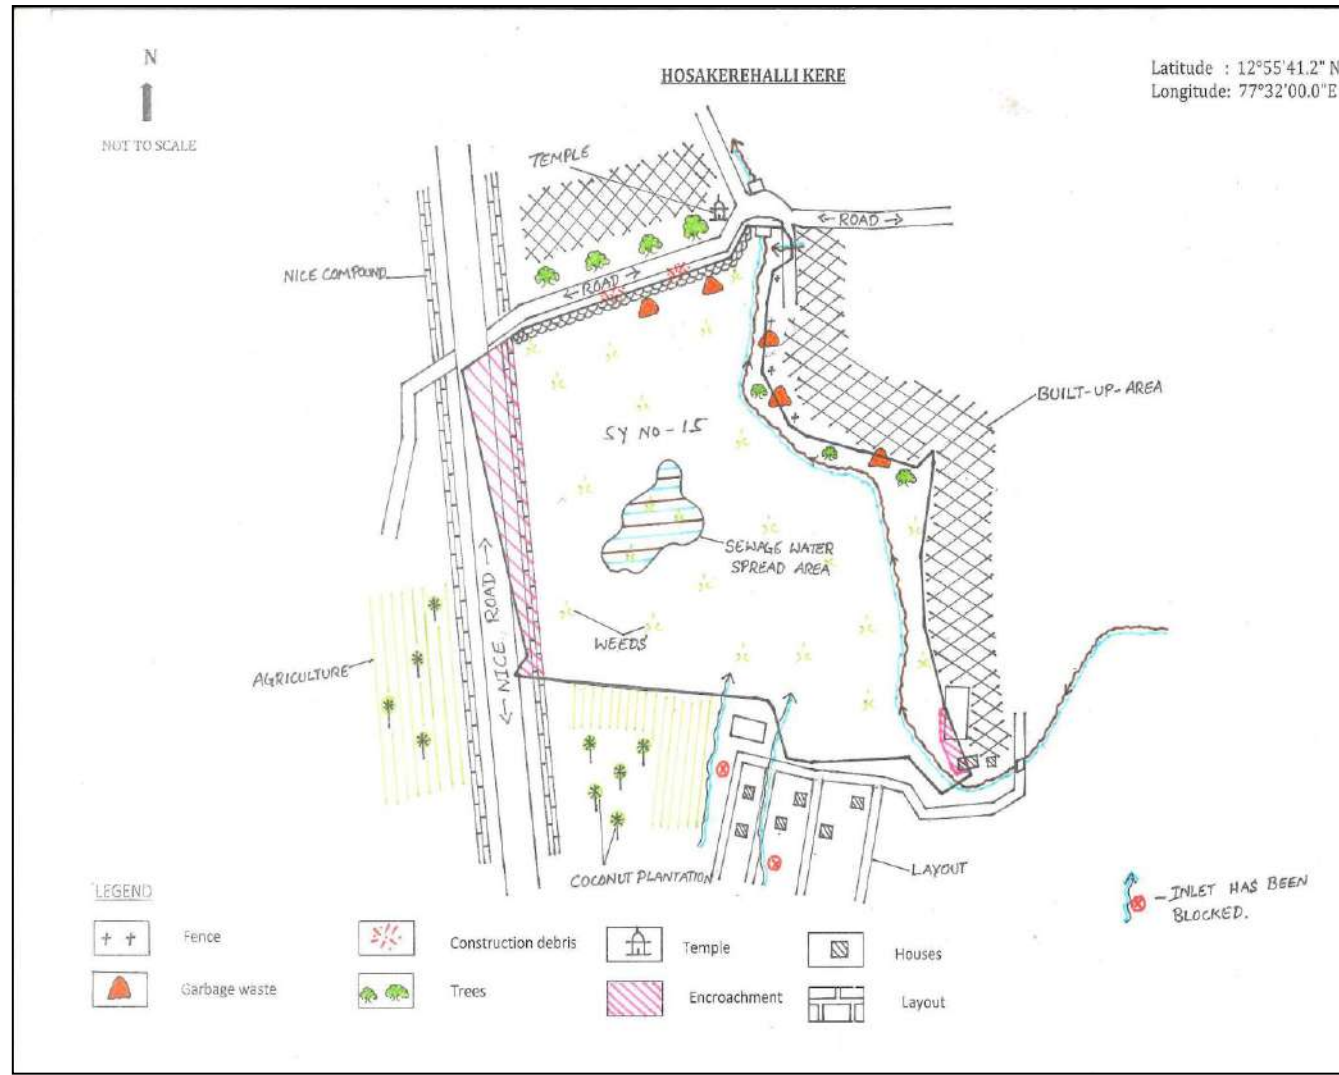 N
NOT TO SCALE
HOSAKEREHALLI KERE
Latitude : 12°55'41.2" N
Longitude: 77°32'00.0"E
TEMPLE
←ROAD→
NICE COMPOUND
←ROAD→
BUILT-UP-AREA
SY NO-15
SEWAGE WATER
SPREAD AREA
←NICE ROAD→
WEEDS
AGRICULTURE
COCONUT PLANTATION
LAYOUT
-INLET HAS BEEN
BLOCKED.
LEGEND
Fence
Construction debris
Temple
Houses
Garbage waste
Trees
Encroachment
Layout